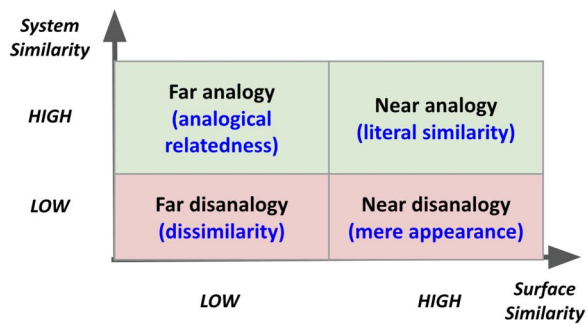 System
Similarity
HIGH
Far analogy
(analogical
relatedness)
Near analogy
(literal similarity)
LOW
Far disanalogy
(dissimilarity)
Near disanalogy
(mere appearance)
LOW
HIGH
Surface
Similarity